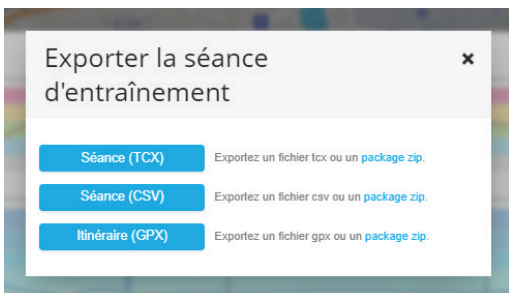 Exporter la séance
d'entraînement
×
Séance (TCX) Exportez un fichier tcx ou un package zip.
Séance (CSV) Exportez un fichier csv ou un package zip.
Itinéraire (GPX) Exportez un fichier gpx ou un package zip.